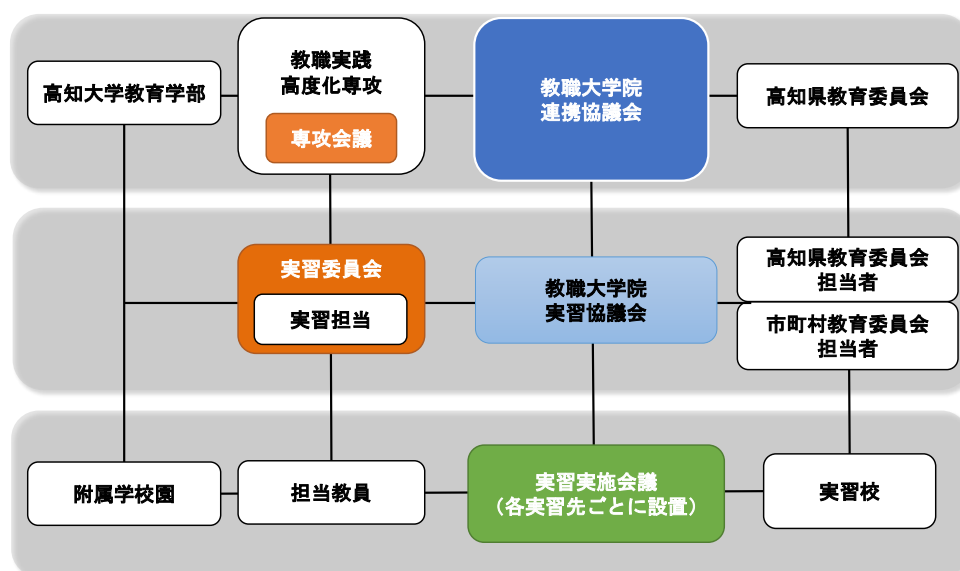 高知大学教育学部
教職実践
高度化専攻
専攻会議
教職大学院
連携協議会
高知県教育委員会
実習委員会
実習担当
教職大学院
実習協議会
高知県教育委員会
担当者
市町村教育委員会
担当者
附属学校園
担当教員
実習実施会議
（各実習先ごとに設置）
実習校